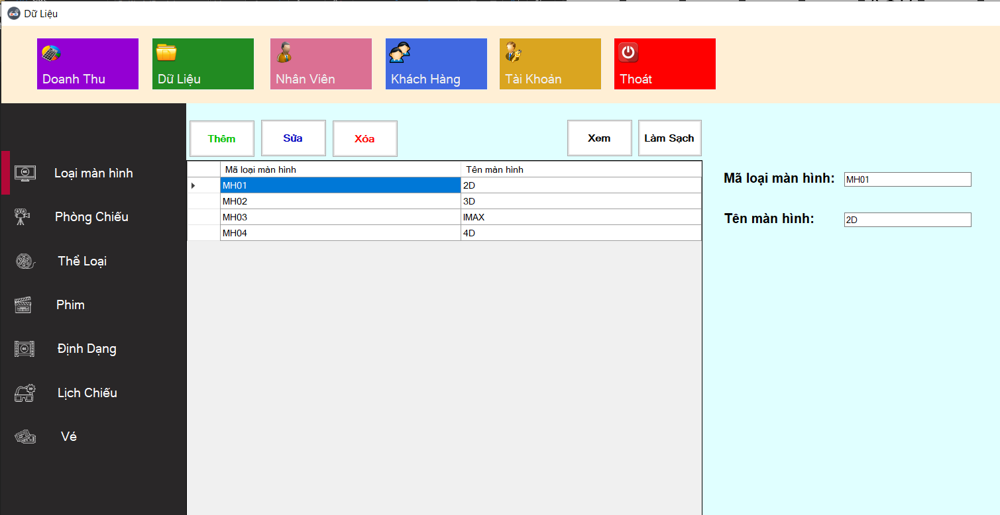 Dữ Liệu
Doanh Thu
Dữ Liệu
Nhân Viên
Khách Hàng
Tài Khoản
Thoát
Thêm
Sửa
Xóa
Xem
Làm Sạch
Loại màn hình
Phòng Chiếu
Thể Loại
Phim
Định Dạng
Lịch Chiếu
Vé
Mã loại màn hình Tên màn hình
MH01 2D
MH02 3D
MH03 IMAX
MH04 4D
Mã loại màn hình: MH01
Tên màn hình: 2D